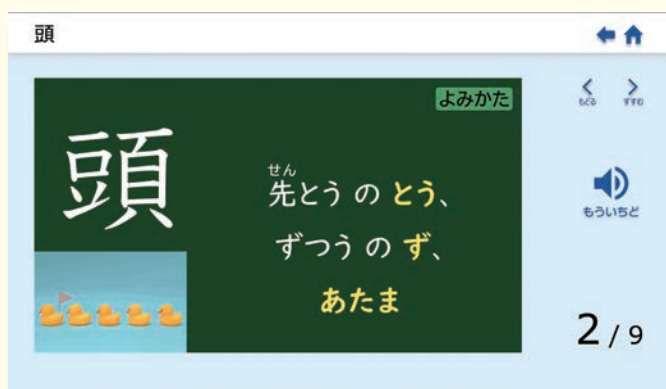 頭
よみかた
頭
せん
先とう の とう、
ずつう の ず、
あたま
もどる
すすむ
もういちど
2 / 9